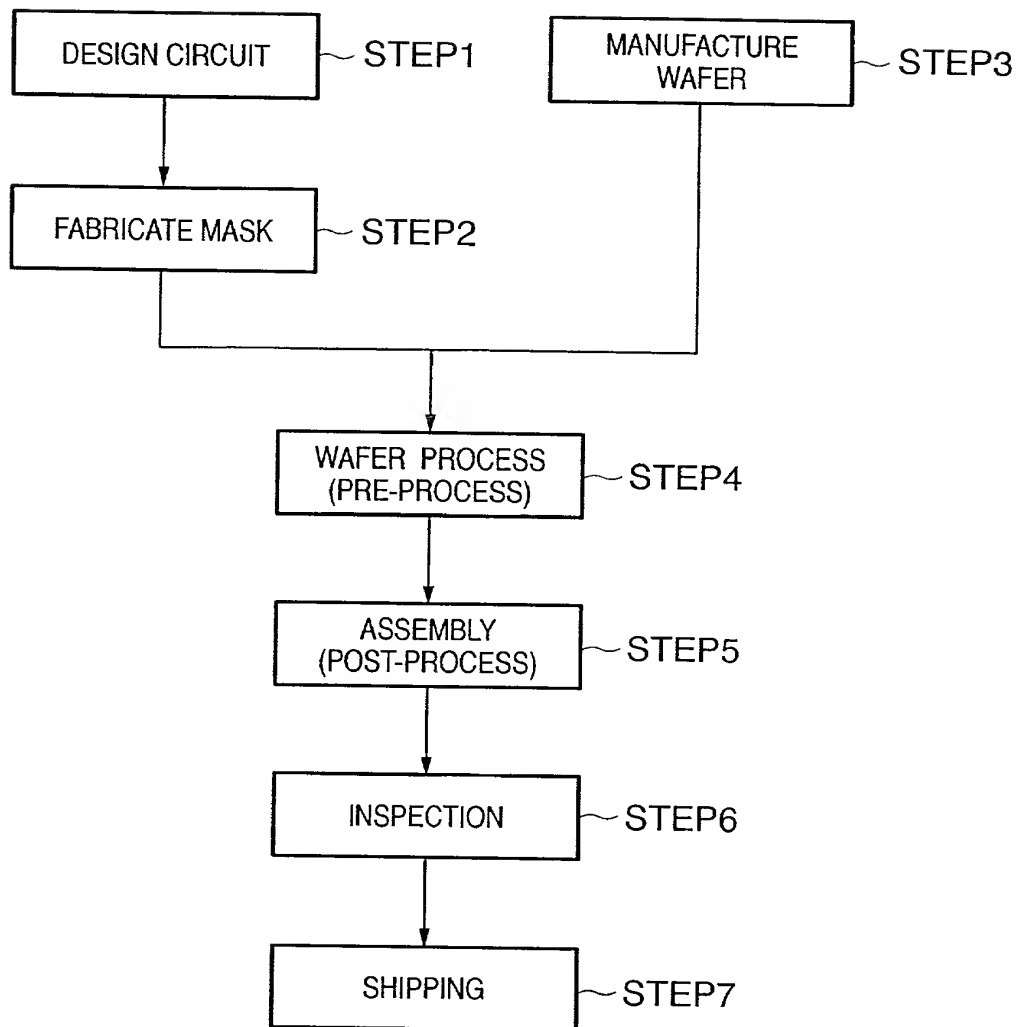 DESIGN CIRCUIT
STEP1
MANUFACTURE
WAFER
STEP3
FABRICATE MASK
STEP2
WAFER PROCESS
(PRE-PROCESS)
STEP4
ASSEMBLY
(POST-PROCESS)
STEP5
INSPECTION
STEP6
SHIPPING
STEP7